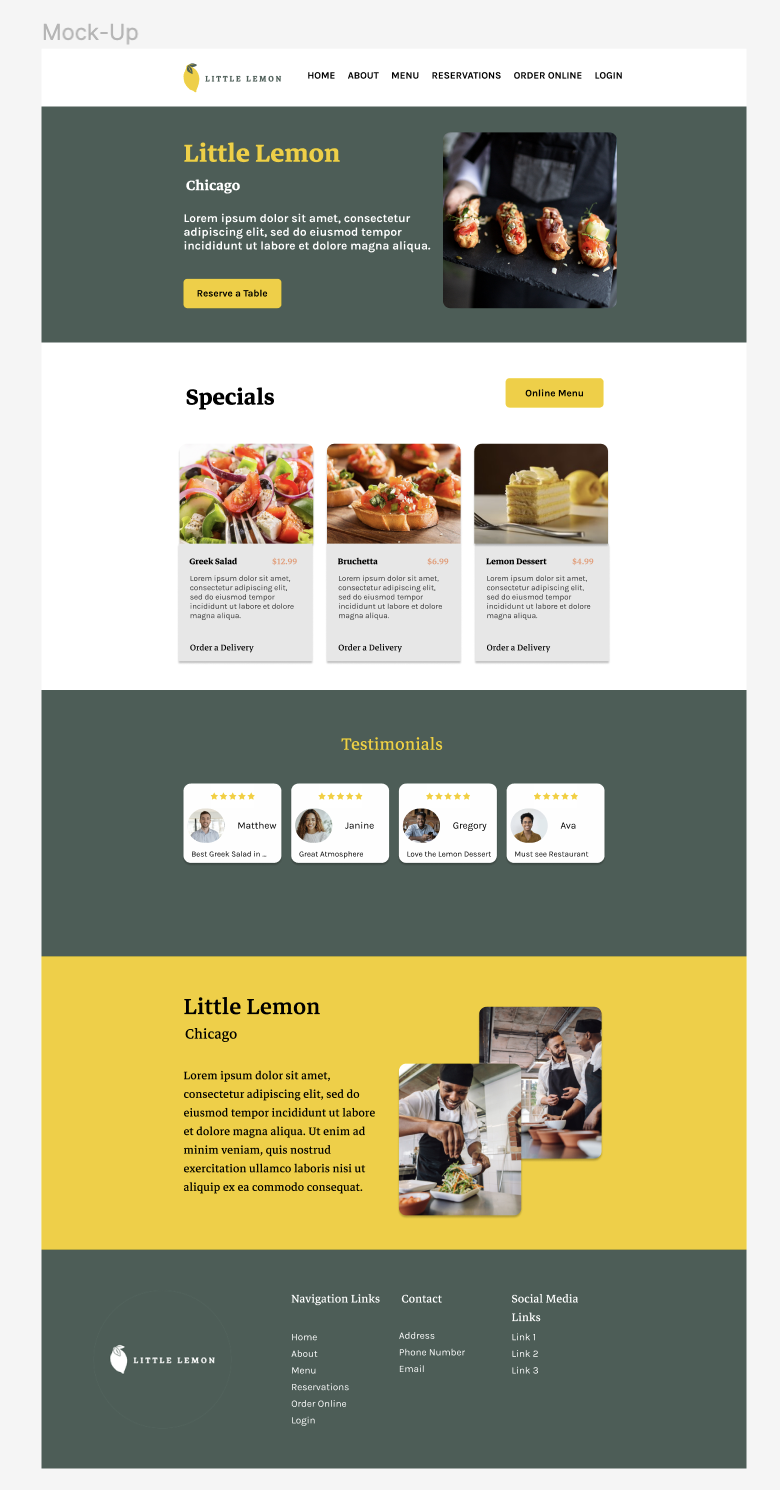 Mock-Up
LITTLE LEMON
HOME ABOUT MENU RESERVATIONS ORDER ONLINE LOGIN
Little Lemon
Chicago
Lorem ipsum dolor sit amet, consectetur
adipiscing elit, sed do eiusmod tempor
incididunt ut labore et dolore magna aliqua.
Reserve a Table
Specials
Online Menu
Greek Salad $12.99
Lorem ipsum dolor sit amet,
consectetur adipiscing elit,
sed do eiusmod tempor
incididunt ut labore et dolore
magna aliqua.
Order a Delivery
Bruchetta $6.99
Lorem ipsum dolor sit amet,
consectetur adipiscing elit,
sed do eiusmod tempor
incididunt ut labore et dolore
magna aliqua.
Order a Delivery
Lemon Dessert $4.99
Lorem ipsum dolor sit amet,
consectetur adipiscing elit,
sed do eiusmod tempor
incididunt ut labore et dolore
magna aliqua.
Order a Delivery
Testimonials
Matthew
Best Greek Salad in ...
Janine
Great Atmosphere
Gregory
Love the Lemon Dessert
Ava
Must see Restaurant
Little Lemon
Chicago
Lorem ipsum dolor sit amet,
consectetur adipiscing elit, sed do
eiusmod tempor incididunt ut labore
et dolore magna aliqua. Ut enim ad
minim veniam, quis nostrud
exercitation ullamco laboris nisi ut
aliquip ex ea commodo consequat.
LITTLE LEMON
Navigation Links
Home
About
Menu
Reservations
Order Online
Login
Contact
Address
Phone Number
Email
Social Media
Links
Link 1
Link 2
Link 3